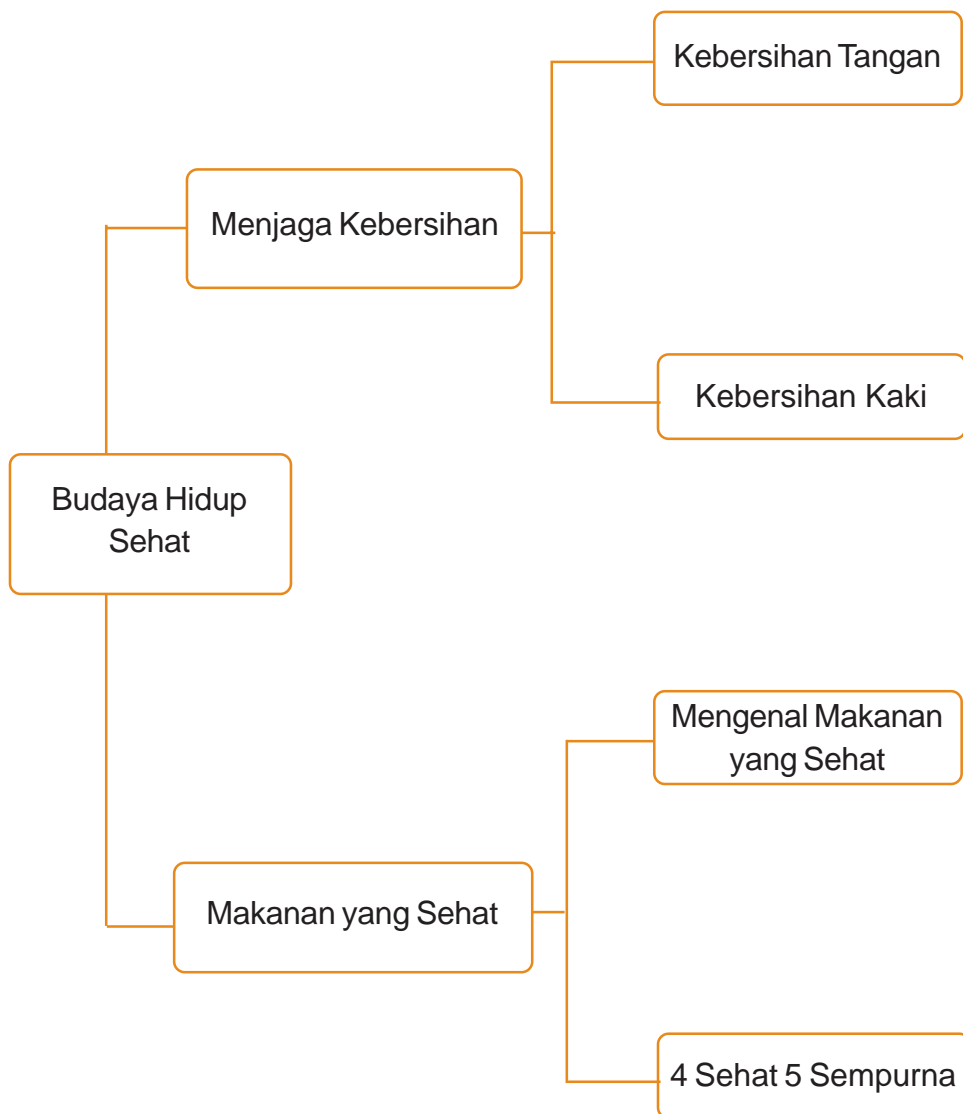 Kebersihan Tangan
Menjaga Kebersihan
Kebersihan Kaki
Budaya Hidup
Sehat
Mengenal Makanan
yang Sehat
Makanan yang Sehat
4 Sehat 5 Sempurna